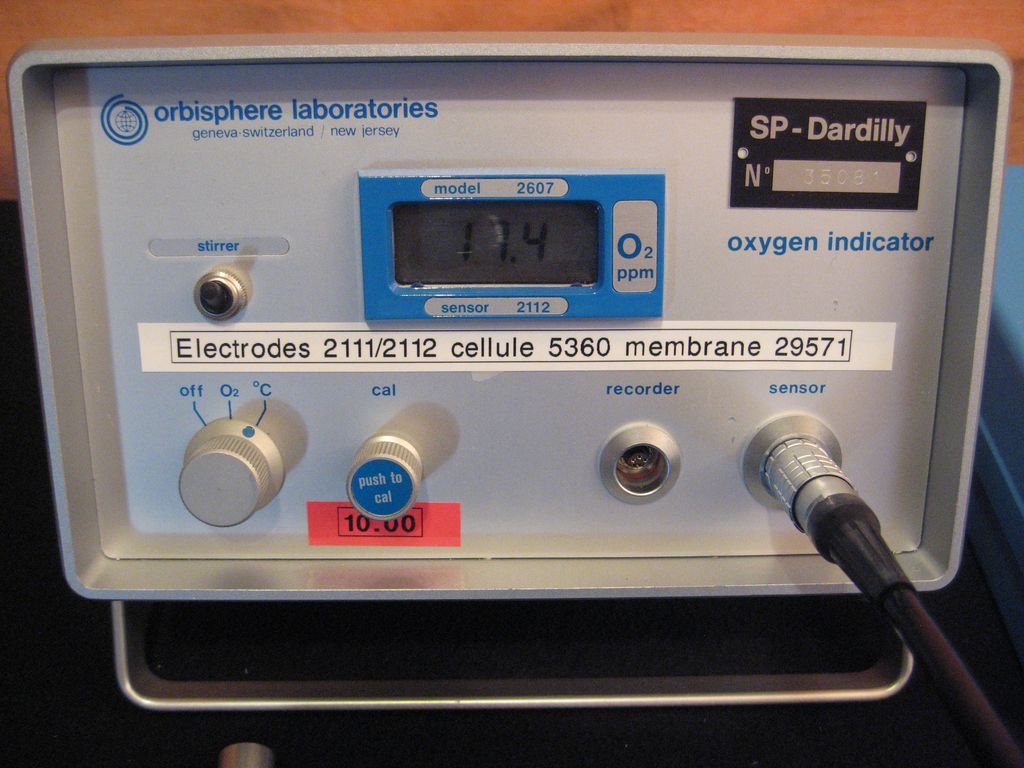 orbisphere laboratories
geneva-switzerland / new jersey
SP-Dardilly
N° 35081
model 2607
17.4
O₂
ppm
sensor 2112
oxygen indicator
stirrer
Electrodes 2111/2112 cellule 5360 membrane 29571
off O₂ °C
cal
recorder
sensor
push to
cal
10.00